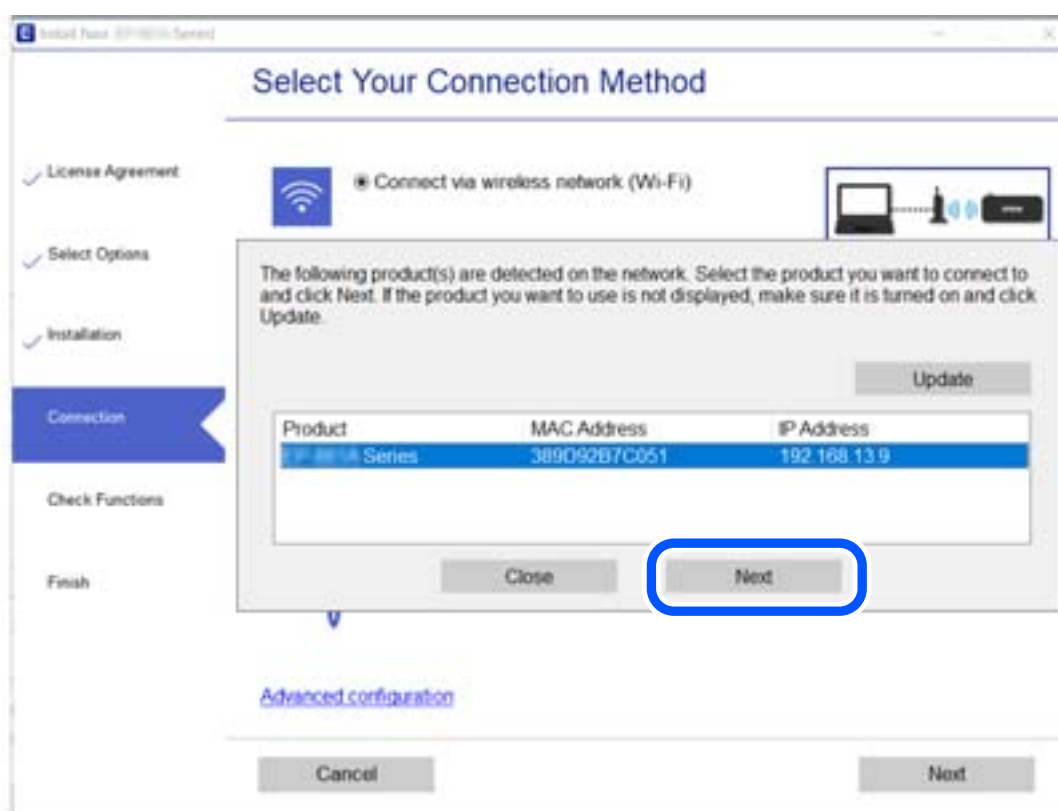 Install Navi Series]
Select Your Connection Method
License Agreement
Select Options
Installation
Connection
Check Functions
Finish
Connect via wireless network (Wi-Fi)
The following product(s) are detected on the network. Select the product you want to connect to
and click Next. If the product you want to use is not displayed, make sure it is turned on and click
Update.
Update
Product MAC Address IP Address
Series 389D92B7C051 192.168.13.9
Close Next
Advanced configuration
Cancel Next